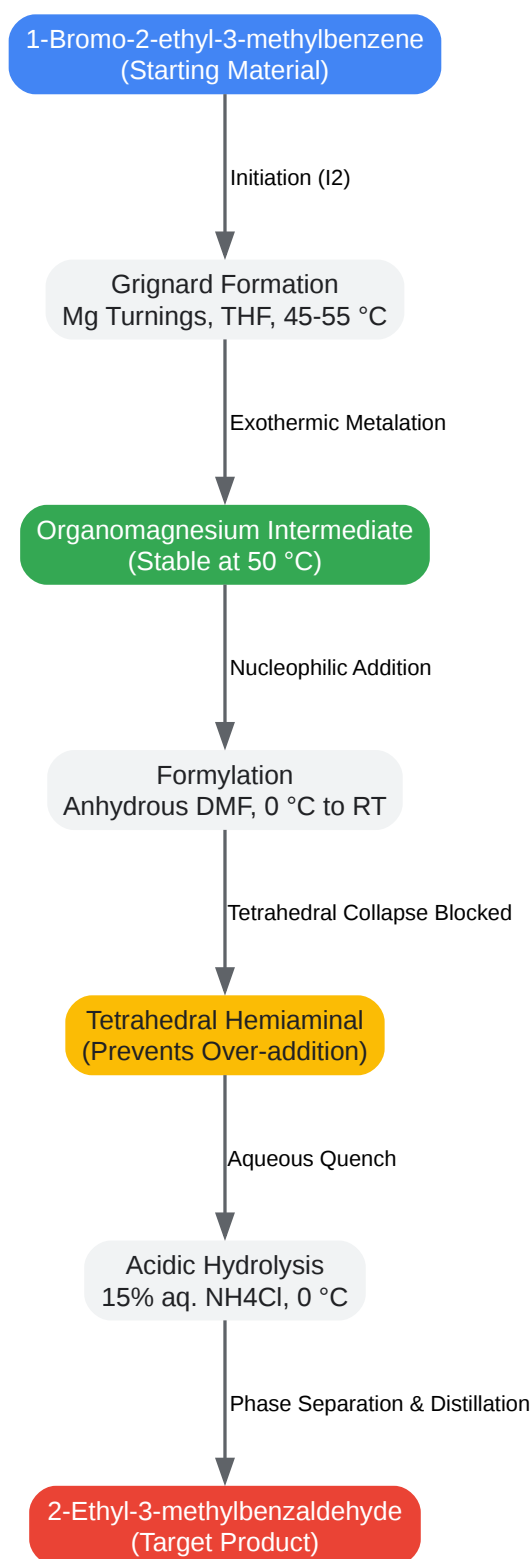 1-Bromo-2-ethyl-3-methylbenzene
(Starting Material)
Initiation (I2)
Grignard Formation
Mg Turnings, THF, 45-55 °C
Exothermic Metalation
Organomagnesium Intermediate
(Stable at 50 °C)
Nucleophilic Addition
Formylation
Anhydrous DMF, 0 °C to RT
Tetrahedral Collapse Blocked
Tetrahedral Hemiaminal
(Prevents Over-addition)
Aqueous Quench
Acidic Hydrolysis
15% aq. NH4Cl, 0 °C
Phase Separation & Distillation
2-Ethyl-3-methylbenzaldehyde
(Target Product)